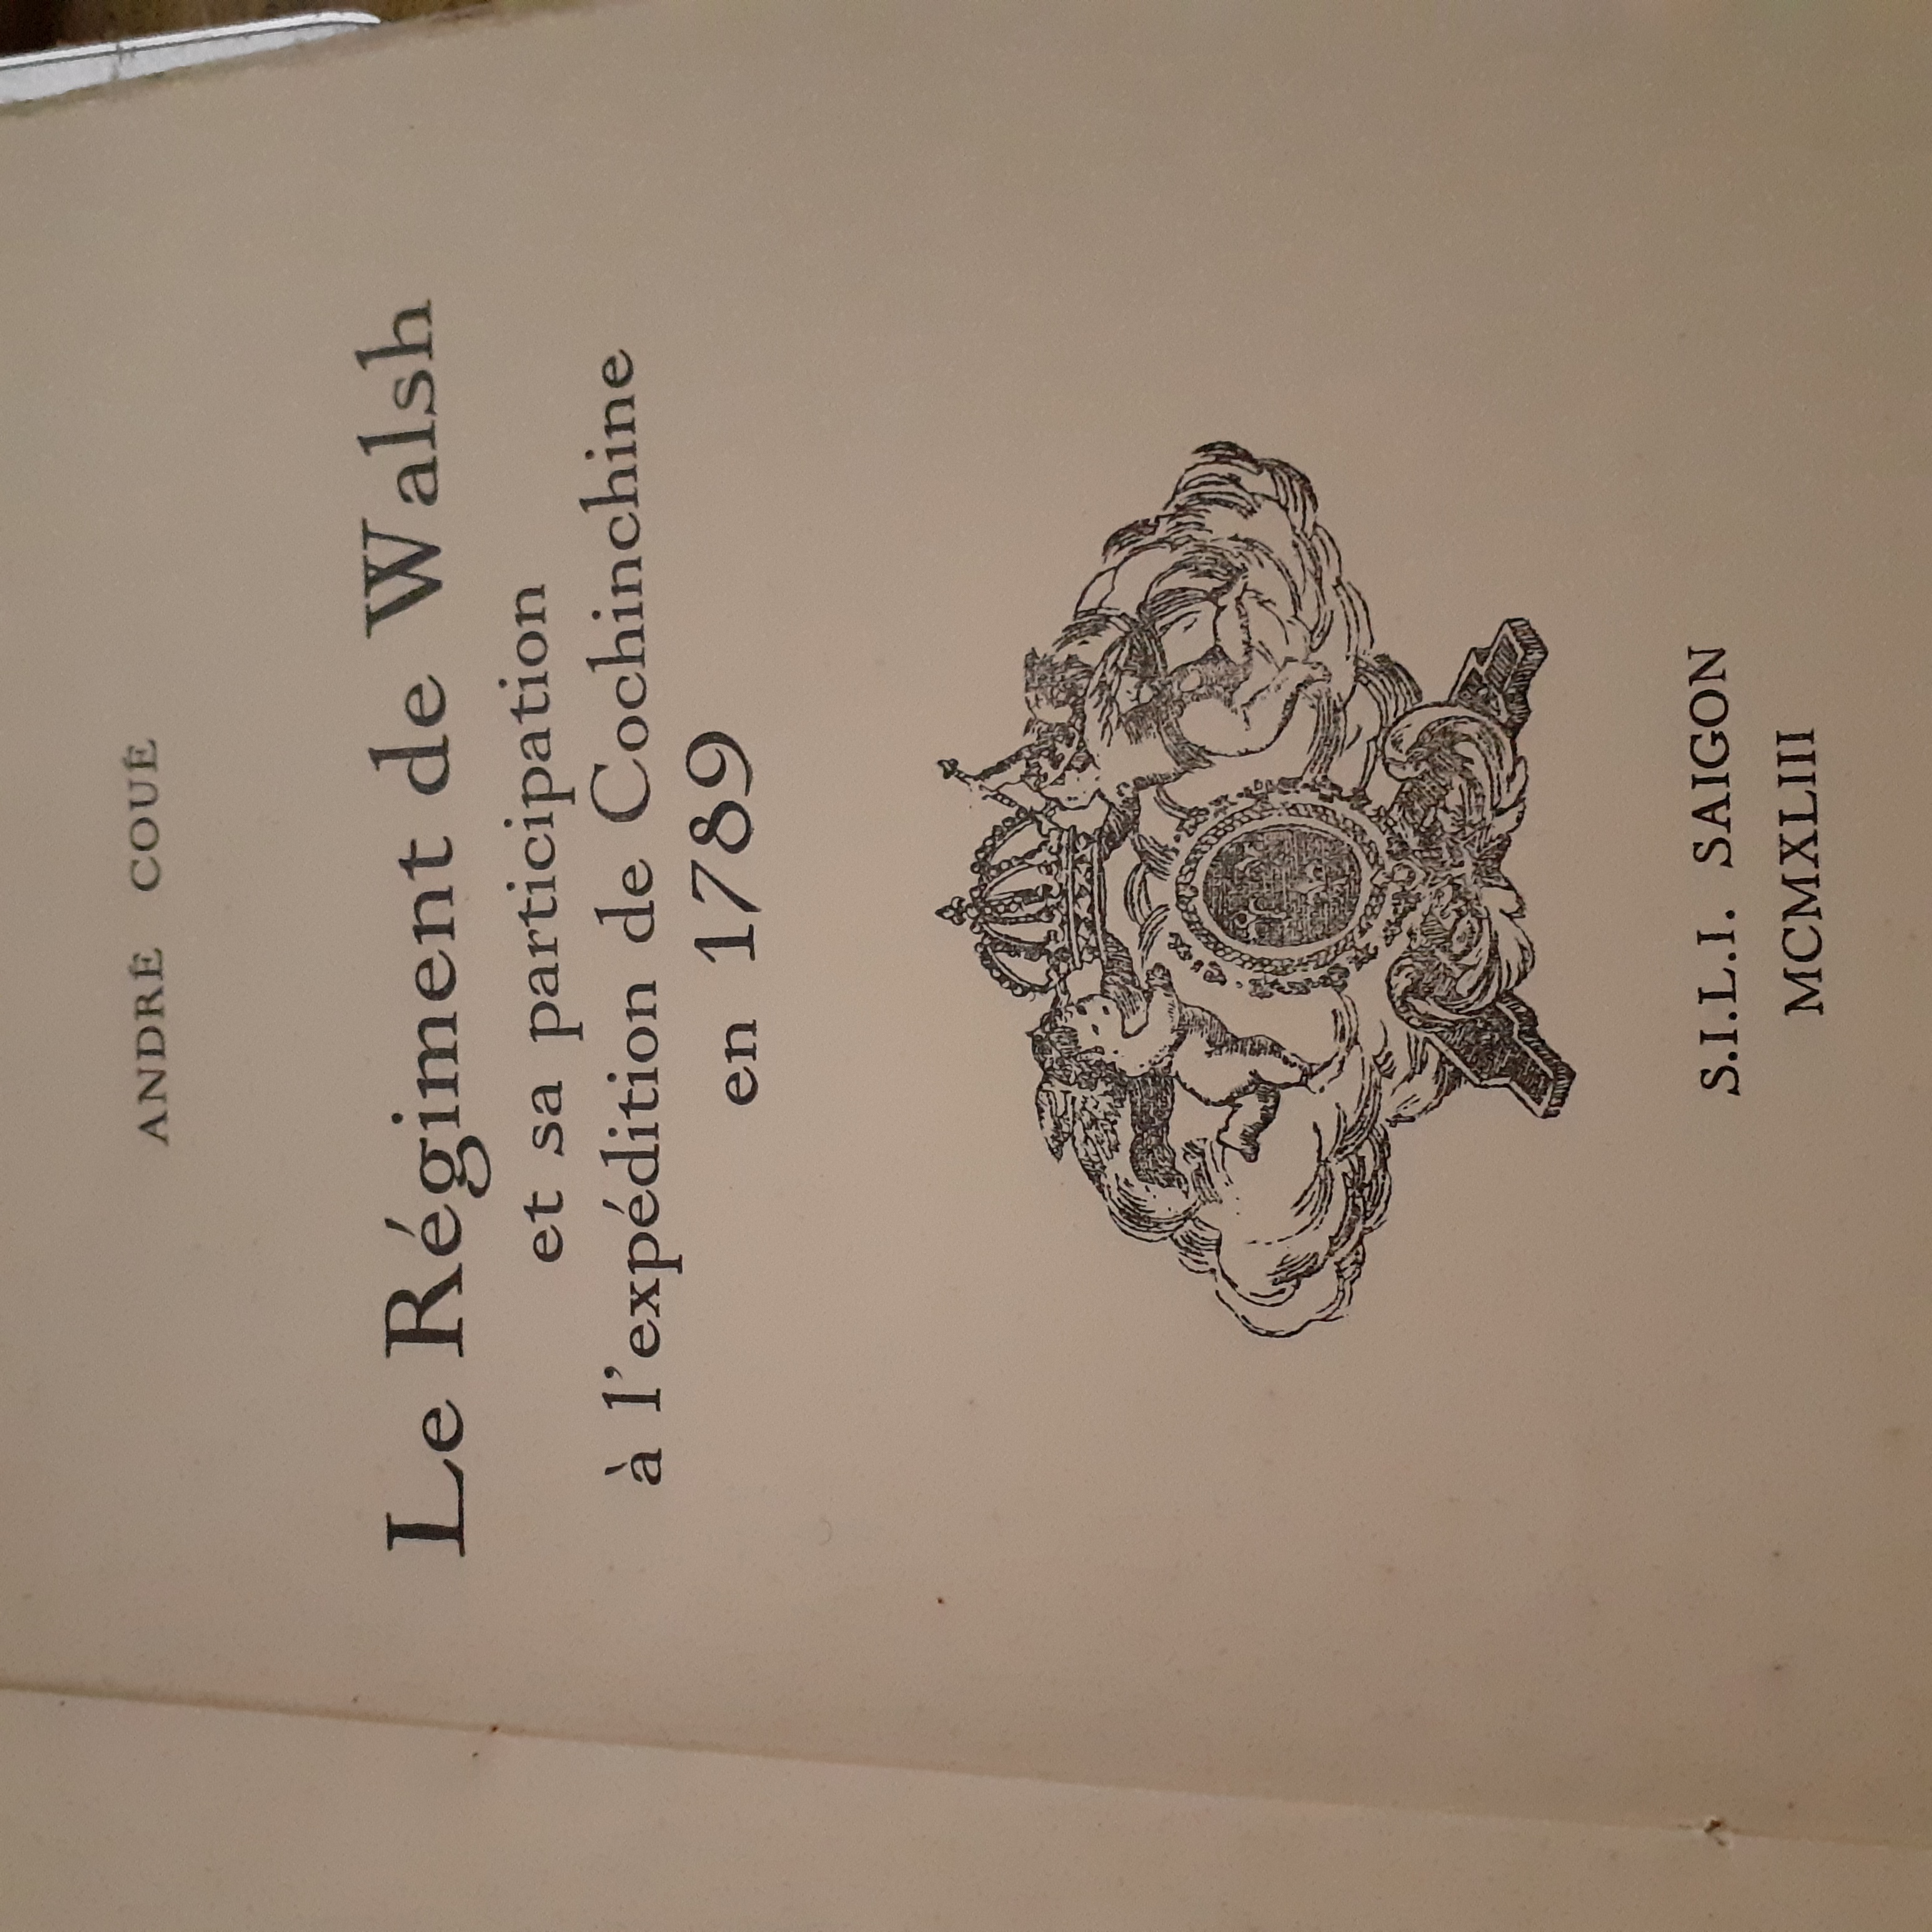 ANDRÉ COUÉ
Le Régiment de Walsh
et sa participation
à l'expédition de Cochinchine
en 1789
S.I.L.I. SAIGON
MCMXLIII